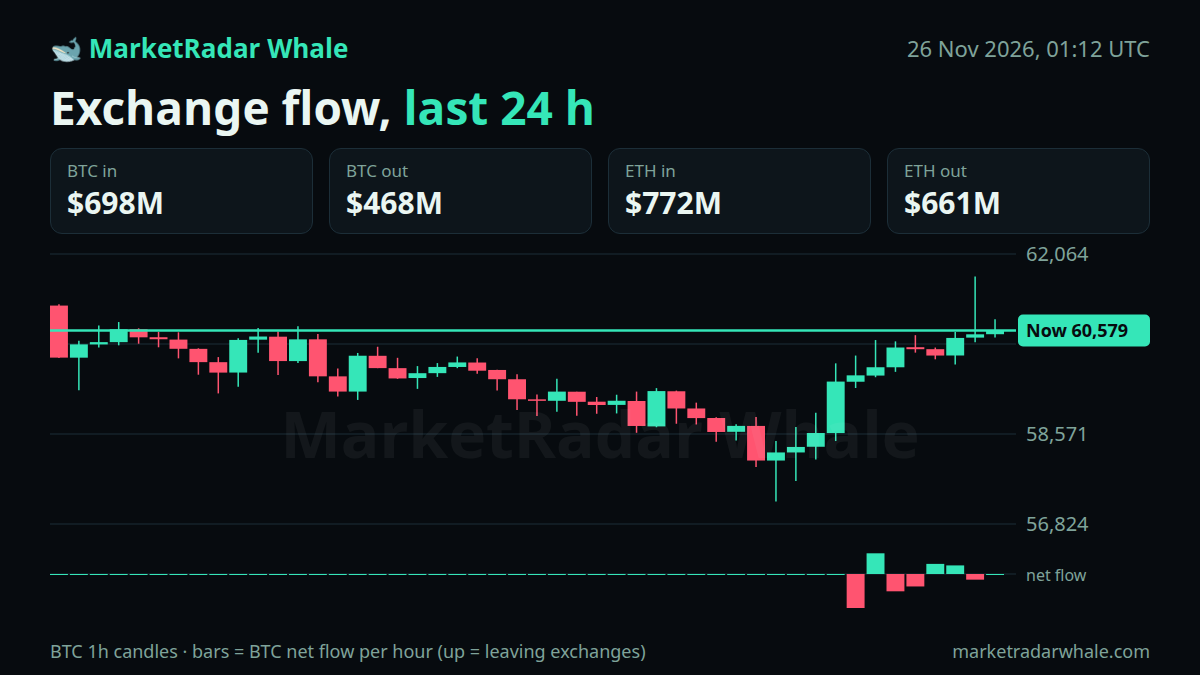 🐋 MarketRadar Whale
26 Nov 2026, 01:12 UTC
Exchange flow, last 24 h
BTC in
$698M
BTC out
$468M
ETH in
$772M
ETH out
$661M
62,064
Now 60,579
58,571
MarketRadar Whale
56,824
net flow
BTC 1h candles · bars = BTC net flow per hour (up = leaving exchanges)
marketradarwhale.com